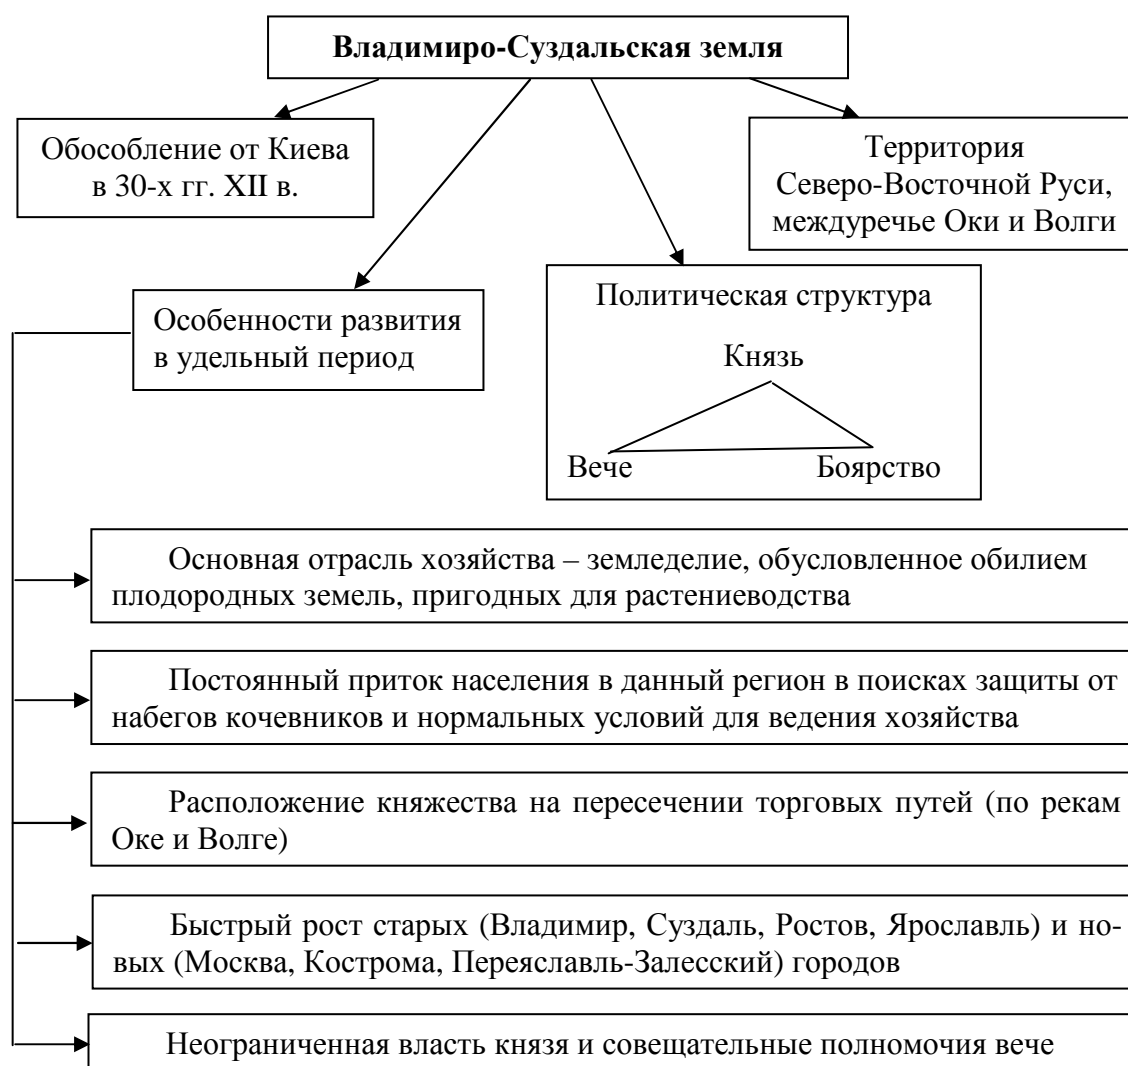 Владимиро-Суздальская земля
Обособление от Киева
в 30-х гг. XII в.
Территория
Северо-Восточной Руси,
междуречье Оки и Волги
Особенности развития
в удельный период
Политическая структура
Князь
Вече
Боярство
Основная отрасль хозяйства – земледелие, обусловленное обилием
плодородных земель, пригодных для растениеводства
Постоянный приток населения в данный регион в поисках защиты от
набегов кочевников и нормальных условий для ведения хозяйства
Расположение княжества на пересечении торговых путей (по рекам
Оке и Волге)
Быстрый рост старых (Владимир, Суздаль, Ростов, Ярославль) и но-
вых (Москва, Кострома, Переяславль-Залесский) городов
Неограниченная власть князя и совещательные полномочия вече